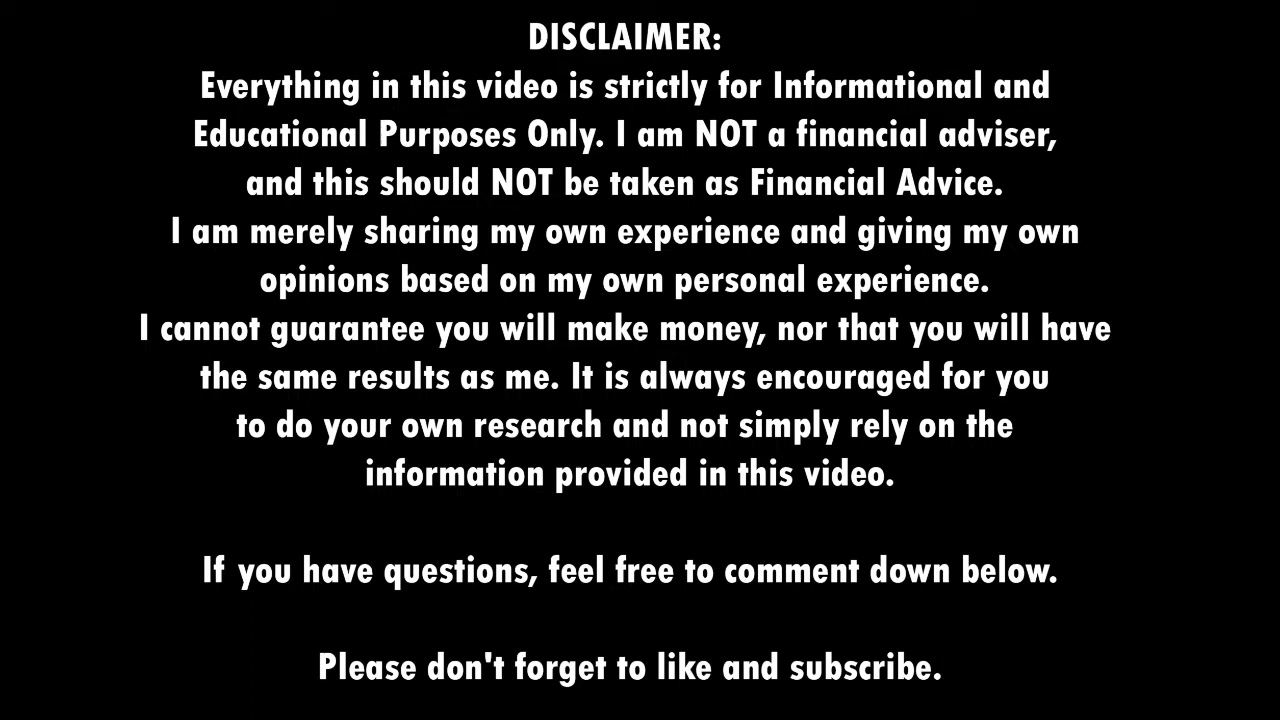 DISCLAIMER:
Everything in this video is strictly for Informational and
Educational Purposes Only. I am NOT a financial adviser,
and this should NOT be taken as Financial Advice.
I am merely sharing my own experience and giving my own
opinions based on my own personal experience.
I cannot guarantee you will make money, nor that you will have
the same results as me. It is always encouraged for you
to do your own research and not simply rely on the
information provided in this video.
If you have questions, feel free to comment down below.
Please don't forget to like and subscribe.